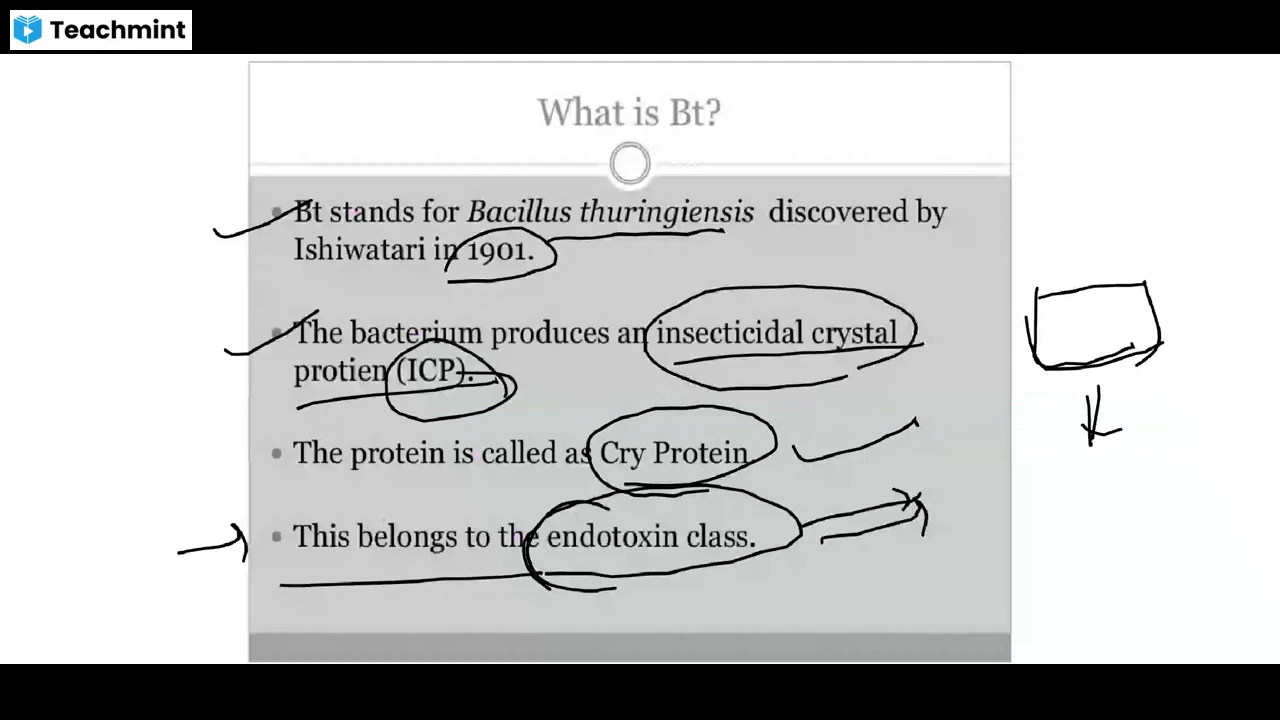 Teachmint
What is Bt?
• Bt stands for Bacillus thuringiensis discovered by
Ishiwatari in 1901.
• The bacterium produces an insecticidal crystal
protien (ICP).
• The protein is called as Cry Protein
• This belongs to the endotoxin class.